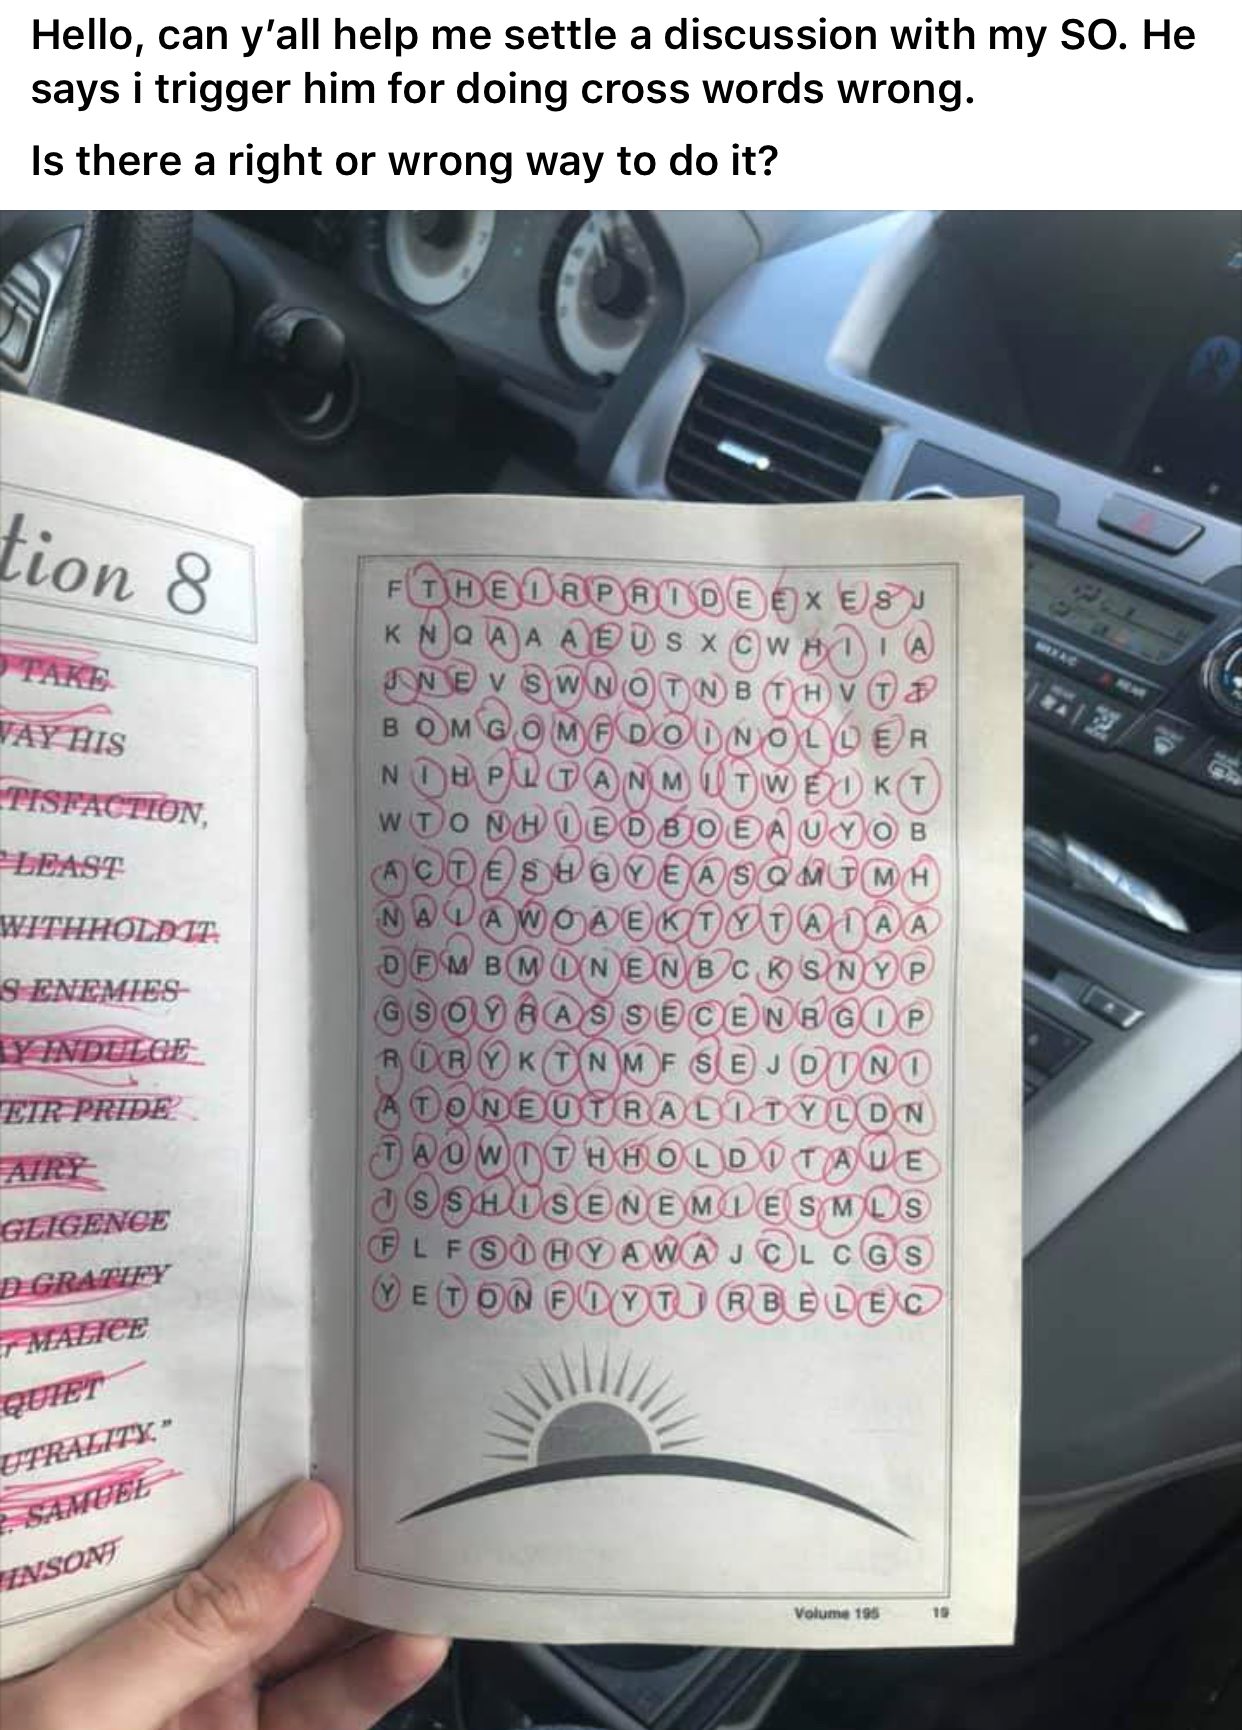 Hello, can y’all help me settle a discussion with my SO. He
says i trigger him for doing cross words wrong.
Is there a right or wrong way to do it?
tion 8
TAKE
WAY HIS
TISFACTION,
LEAST
WITHHOLD IT.
S ENEMIES
AY INDULGE
EIR PRIDE
AIRY
GLIGENCE
D GRATIFY
r MALICE
QUIET
UTRALITY.”
R. SAMUEL
HNSON)
F T H E I R P R I D E E X E S J
K N Q A A A E U S X C W H I I A
J N E V S W N O T N B T H V T T
B O M G O M F D O I N O L L E R
N I H P L T A N M I T W E I K T
W T O N H I E D B O E A U Y O B
A C T E S H G Y E A S Q M T M H
N A I A W O A E K T Y T A I A A
D F M B M I N E N B C K S N Y P
G S O Y R A S S E C E N R G I P
R I R Y K T N M F S E J D I N I
A T O N E U T R A L I T Y L D N
T A U W I T H H O L D I T A U E
I S S H I S E N E M I E S M L S
F L F S I H Y A W A J C L C G S
Y E T O N F I Y T I R B E L E C
Volume 195 19